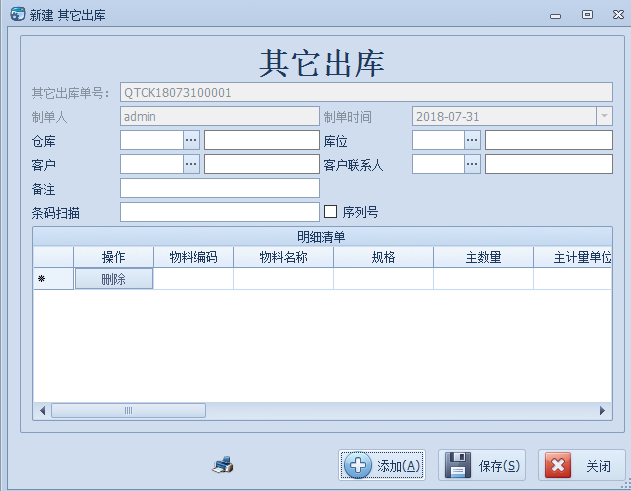 新建 其它出库
其它出库
其它出库单号: QTCK18073100001
制单人 admin 制单时间 2018-07-31
仓库 ... 库位 ...
客户 ... 客户联系人 ...
备注
条码扫描 序列号
明细清单
操作 物料编码 物料名称 规格 主数量 主计量单位
* 删除
添加(A) 保存(S) 关闭